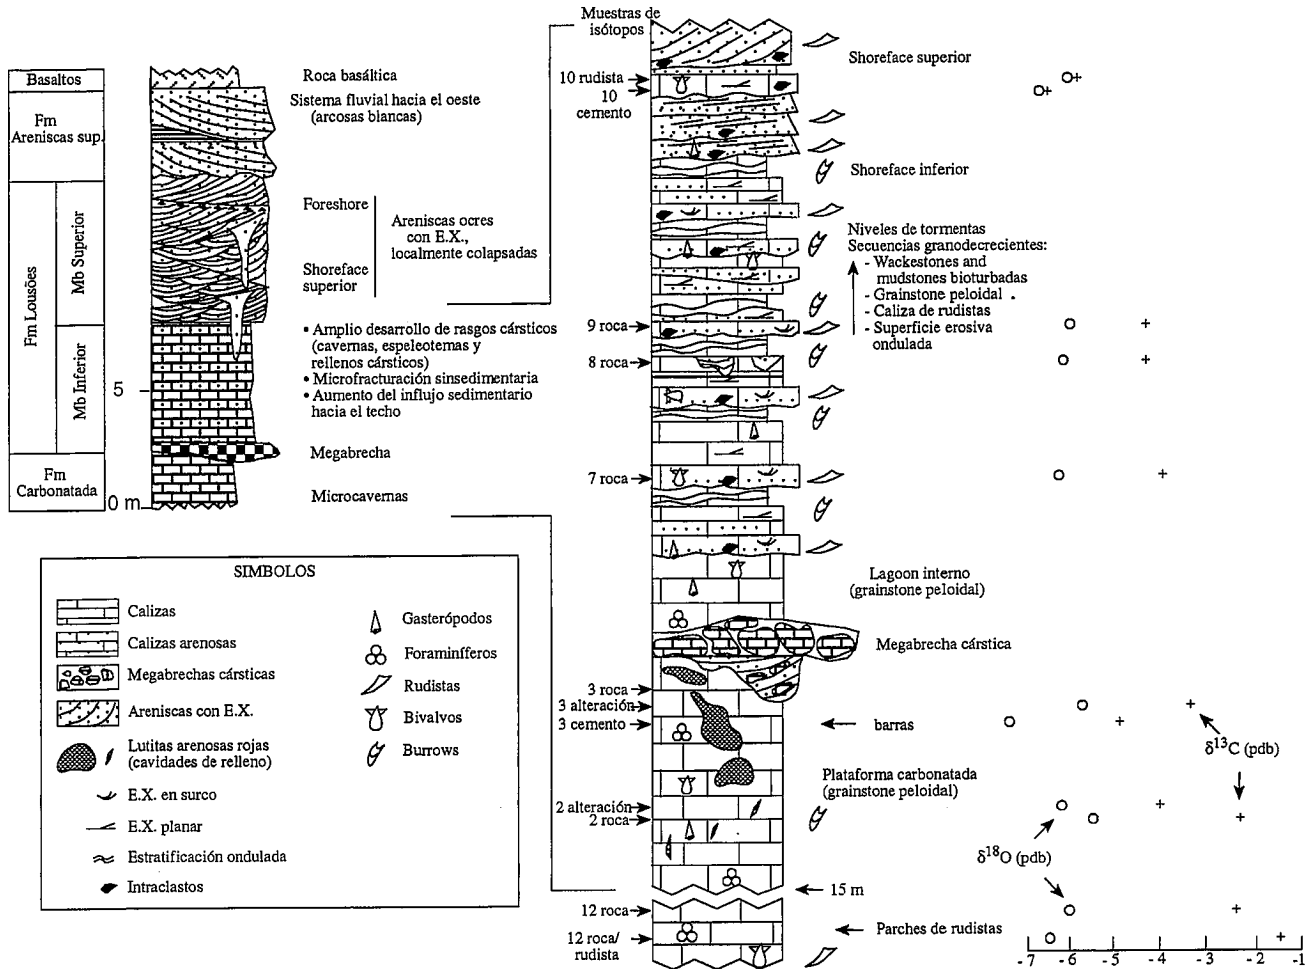 Basaltos
Fm
Areniscas sup.
Fm Lousões
Mb Superior
Mb Inferior
Fm
Carbonatada
5
0 m
Roca basáltica
Sistema fluvial hacia el oeste
(arcosas blancas)
Foreshore
Shoreface
superior
Areniscas ocres
con E.X.,
localmente colapsadas
• Amplio desarrollo de rasgos cársticos
(cavernas, espeleotemas y
rellenos cársticos)
• Microfracturación sinsedimentaria
• Aumento del influjo sedimentario
hacia el techo
Megabrecha
Microcavernas
SIMBOLOS
Calizas
Calizas arenosas
Megabrechas cársticas
Areniscas con E.X.
Lutitas arenosas rojas
(cavidades de relleno)
E.X. en surco
E.X. planar
Estratificación ondulada
Intraclastos
Gasterópodos
Foraminíferos
Rudistas
Bivalvos
Burrows
Muestras de
isótopos
10 rudista
10
cemento
9 roca
8 roca
7 roca
3 roca
3 alteración
3 cemento
2 alteración
2 roca
12 roca
12 roca/
rudista
Shoreface superior
Shoreface inferior
Niveles de tormentas
Secuencias granodecrecientes:
- Wackestones and
mudstones bioturbadas
- Grainstone peloidal .
- Caliza de rudistas
- Superficie erosiva
ondulada
Lagoon interno
(grainstone peloidal)
Megabrecha cárstica
barras
Plataforma carbonatada
(grainstone peloidal)
15 m
Parches de rudistas
δ13C (pdb)
δ18O (pdb)
-7 -6 -5 -4 -3 -2 -1